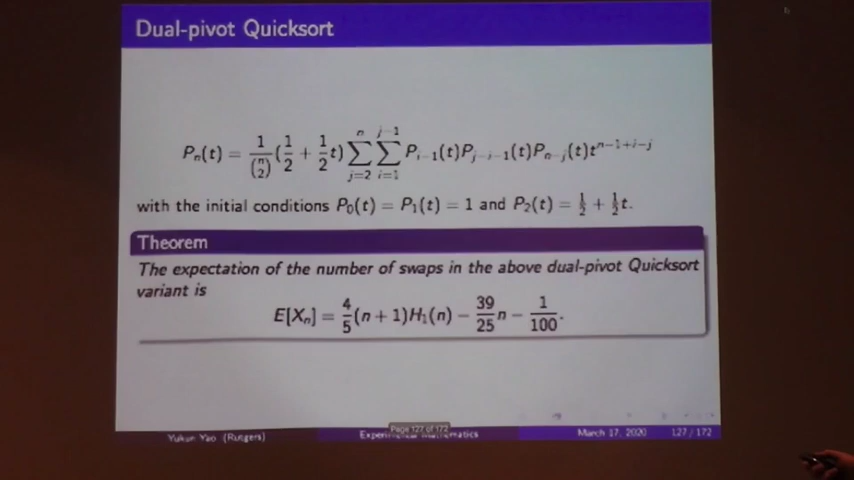 Dual-pivot Quicksort
P_n(t) = \frac{1}{\binom{n}{2}}(\frac{1}{2} + \frac{1}{2}t) \sum_{j=2}^{n} \sum_{i=1}^{j-1} P_{i-1}(t)P_{j-i-1}(t)P_{n-j}(t)t^{n-1+i-j}
with the initial conditions P_0(t) = P_1(t) = 1 and P_2(t) = \frac{1}{2} + \frac{1}{2}t.
Theorem
The expectation of the number of swaps in the above dual-pivot Quicksort
variant is
E[X_n] = \frac{4}{5}(n + 1)H_1(n) − \frac{39}{25}n − \frac{1}{100}.
Page 127 of 172
Yukun Yao (Rutgers) Experimental Mathematics March 17, 2020 127 / 172